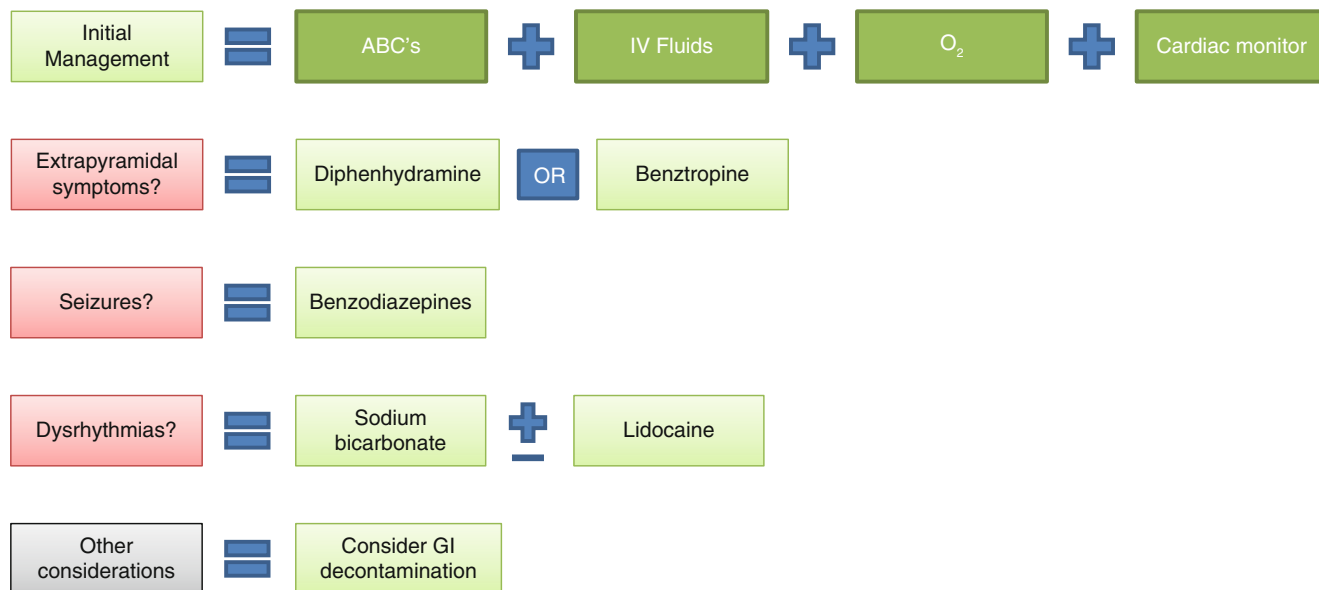 Initial
Management
ABC’s
IV Fluids
O2
Cardiac monitor
Extrapyramidal
symptoms?
Diphenhydramine
OR
Benztropine
Seizures?
Benzodiazepines
Dysrhythmias?
Sodium
bicarbonate
Lidocaine
Other
considerations
Consider GI
decontamination